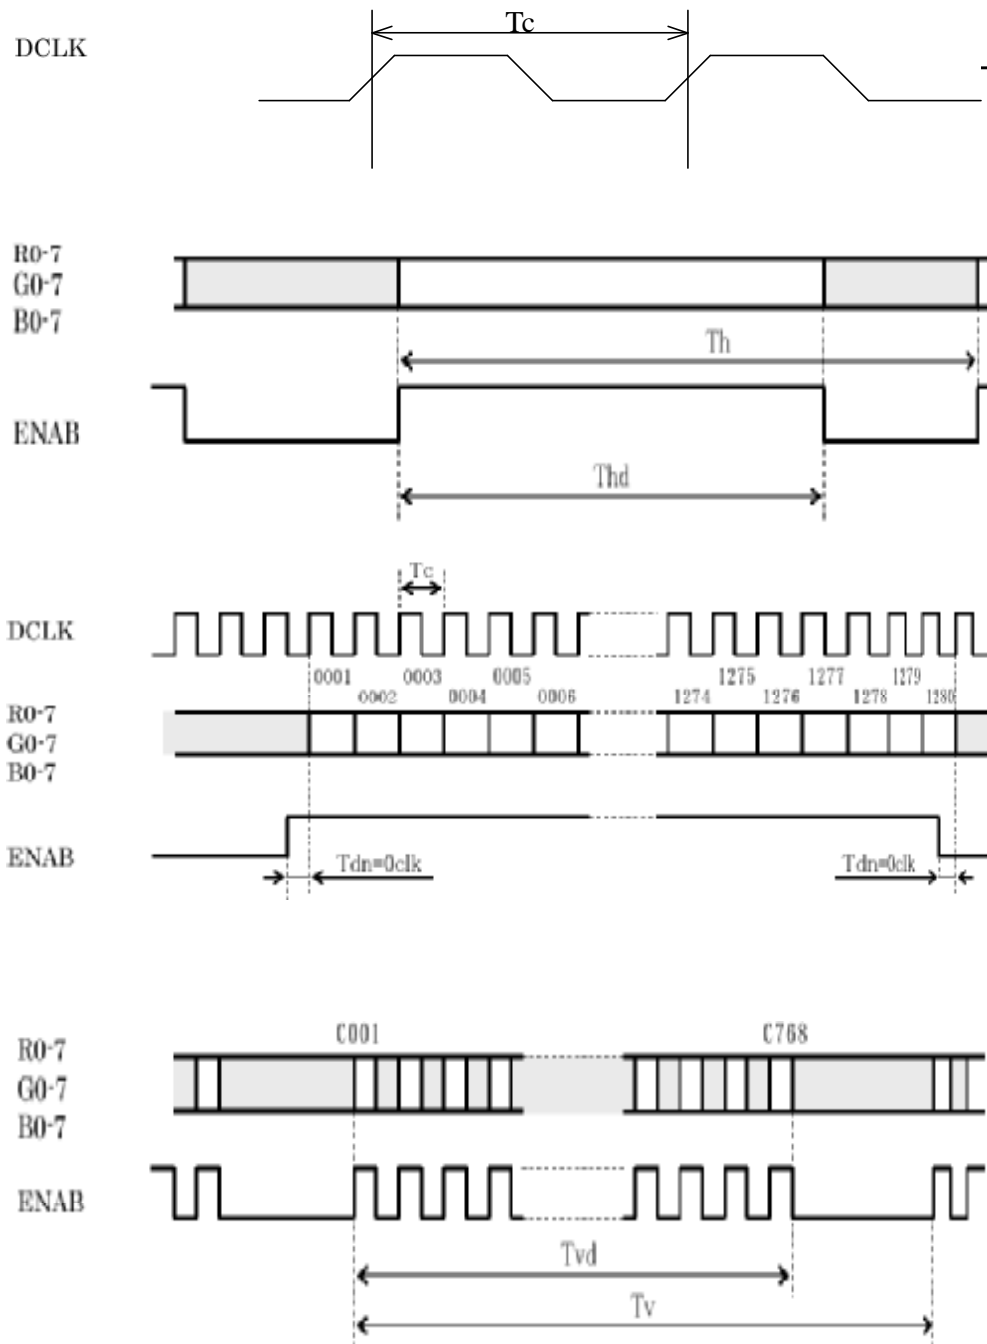 Tc
DCLK
R0-7
G0-7
B0-7
Th
ENAB
Thd
Tc
DCLK
0001 0003 0005 1275 1277 1279
0002 0004 0006 1274 1276 1278 1280
R0-7
G0-7
B0-7
ENAB
Tdn=0clk Tdn=0clk
C001 C768
R0-7
G0-7
B0-7
ENAB
Tvd
Tv